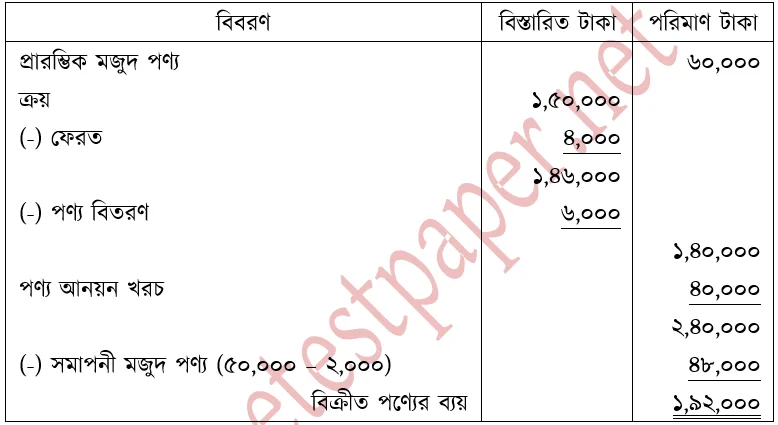 বিবরণ বিস্তারিত টাকা পরিমাণ টাকা
প্রারম্ভিক মজুদ পণ্য ৬০,০০০
ক্রয় ১,৫০,০০০
(-) ফেরত ৪,০০০
১,৪৬,০০০
(-) পণ্য বিতরণ ৬,০০০
১,৪০,০০০
পণ্য আনয়ন খরচ ৪০,০০০
২,৪০,০০০
(-) সমাপনী মজুদ পণ্য (৫০,০০০ – ২,০০০) ৪৮,০০০
বিক্রীত পণ্যের ব্যয় ১,৯২,০০০
etestpaper.net